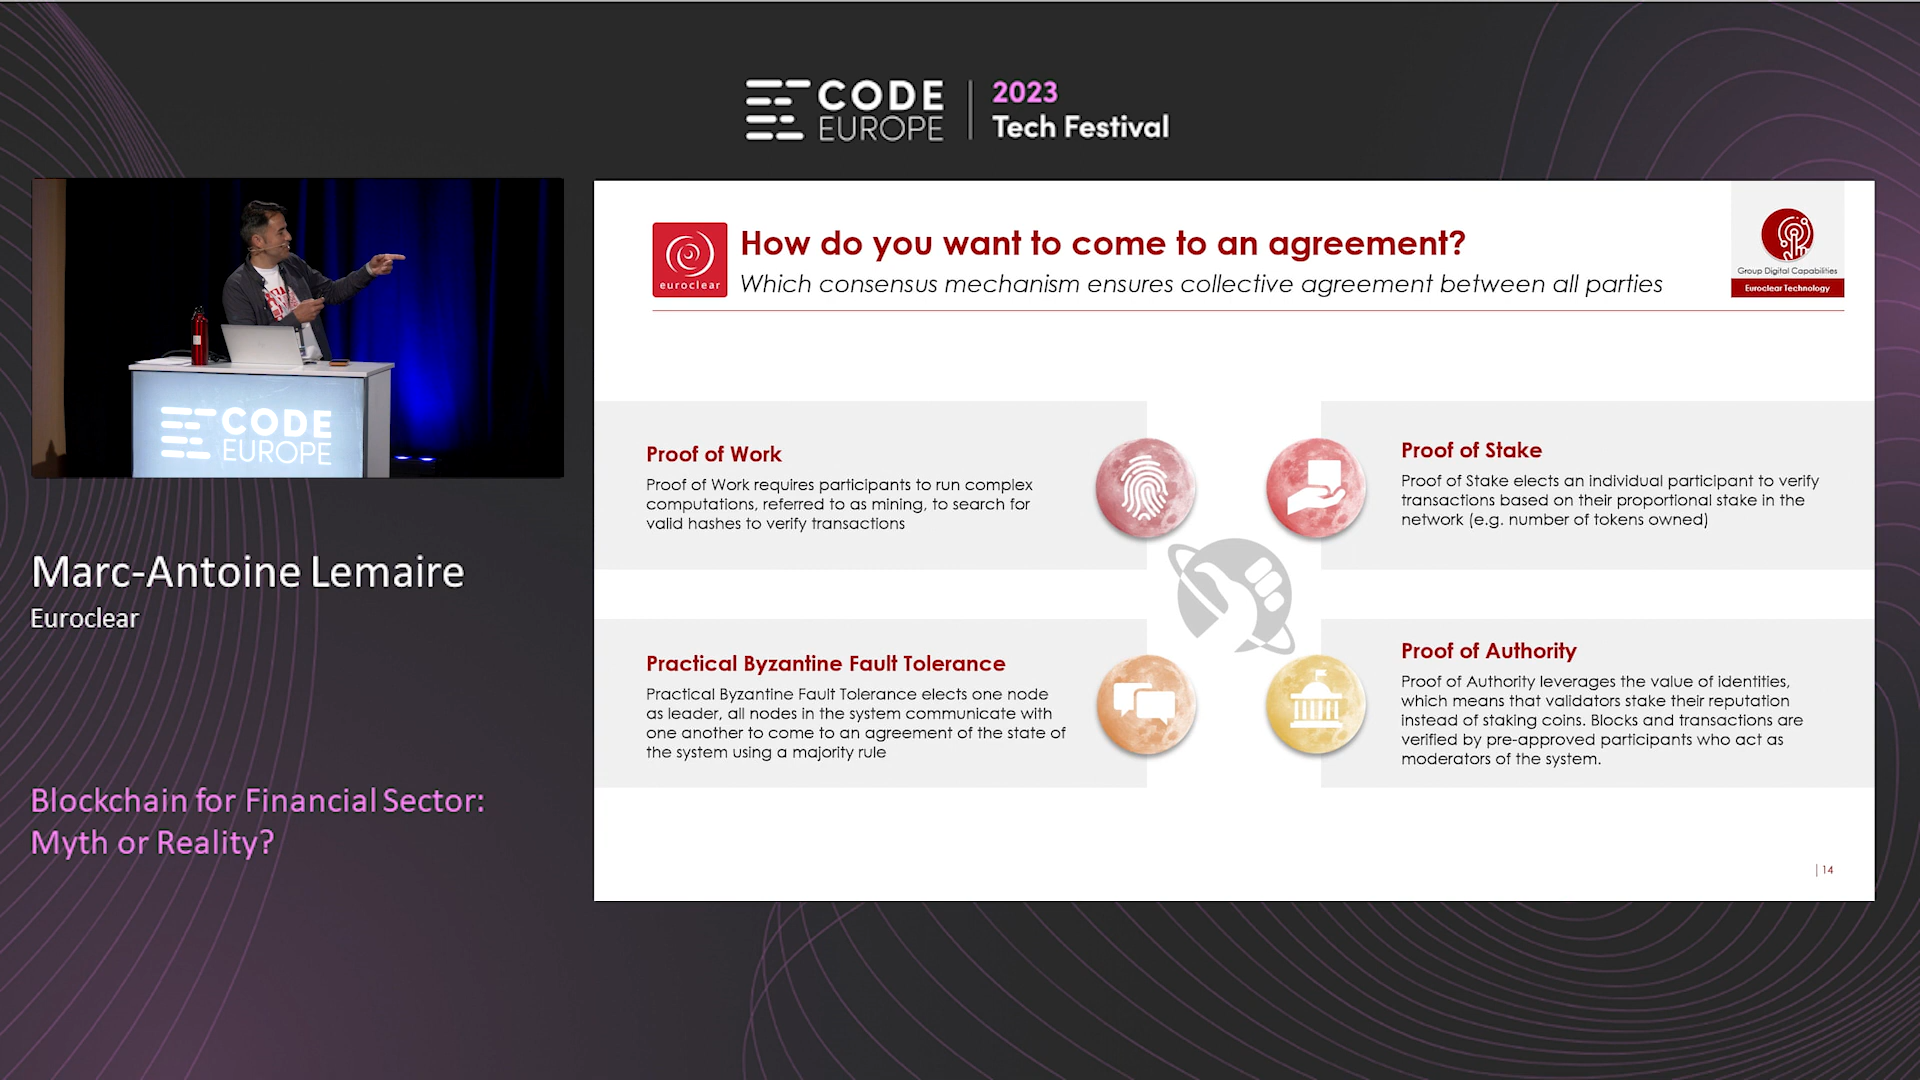 CODE
EUROPE
2023
Tech Festival
CODE
EUROPE
Marc-Antoine Lemaire
Euroclear
Blockchain for Financial Sector:
Myth or Reality?
euroclear
How do you want to come to an agreement?
Which consensus mechanism ensures collective agreement between all parties
Group Digital Capabilities
Euroclear Technology
Proof of Work
Proof of Work requires participants to run complex
computations, referred to as mining, to search for
valid hashes to verify transactions
Proof of Stake
Proof of Stake elects an individual participant to verify
transactions based on their proportional stake in the
network (e.g. number of tokens owned)
Practical Byzantine Fault Tolerance
Practical Byzantine Fault Tolerance elects one node
as leader, all nodes in the system communicate with
one another to come to an agreement of the state of
the system using a majority rule
Proof of Authority
Proof of Authority leverages the value of identities,
which means that validators stake their reputation
instead of staking coins. Blocks and transactions are
verified by pre-approved participants who act as
moderators of the system.
| 14